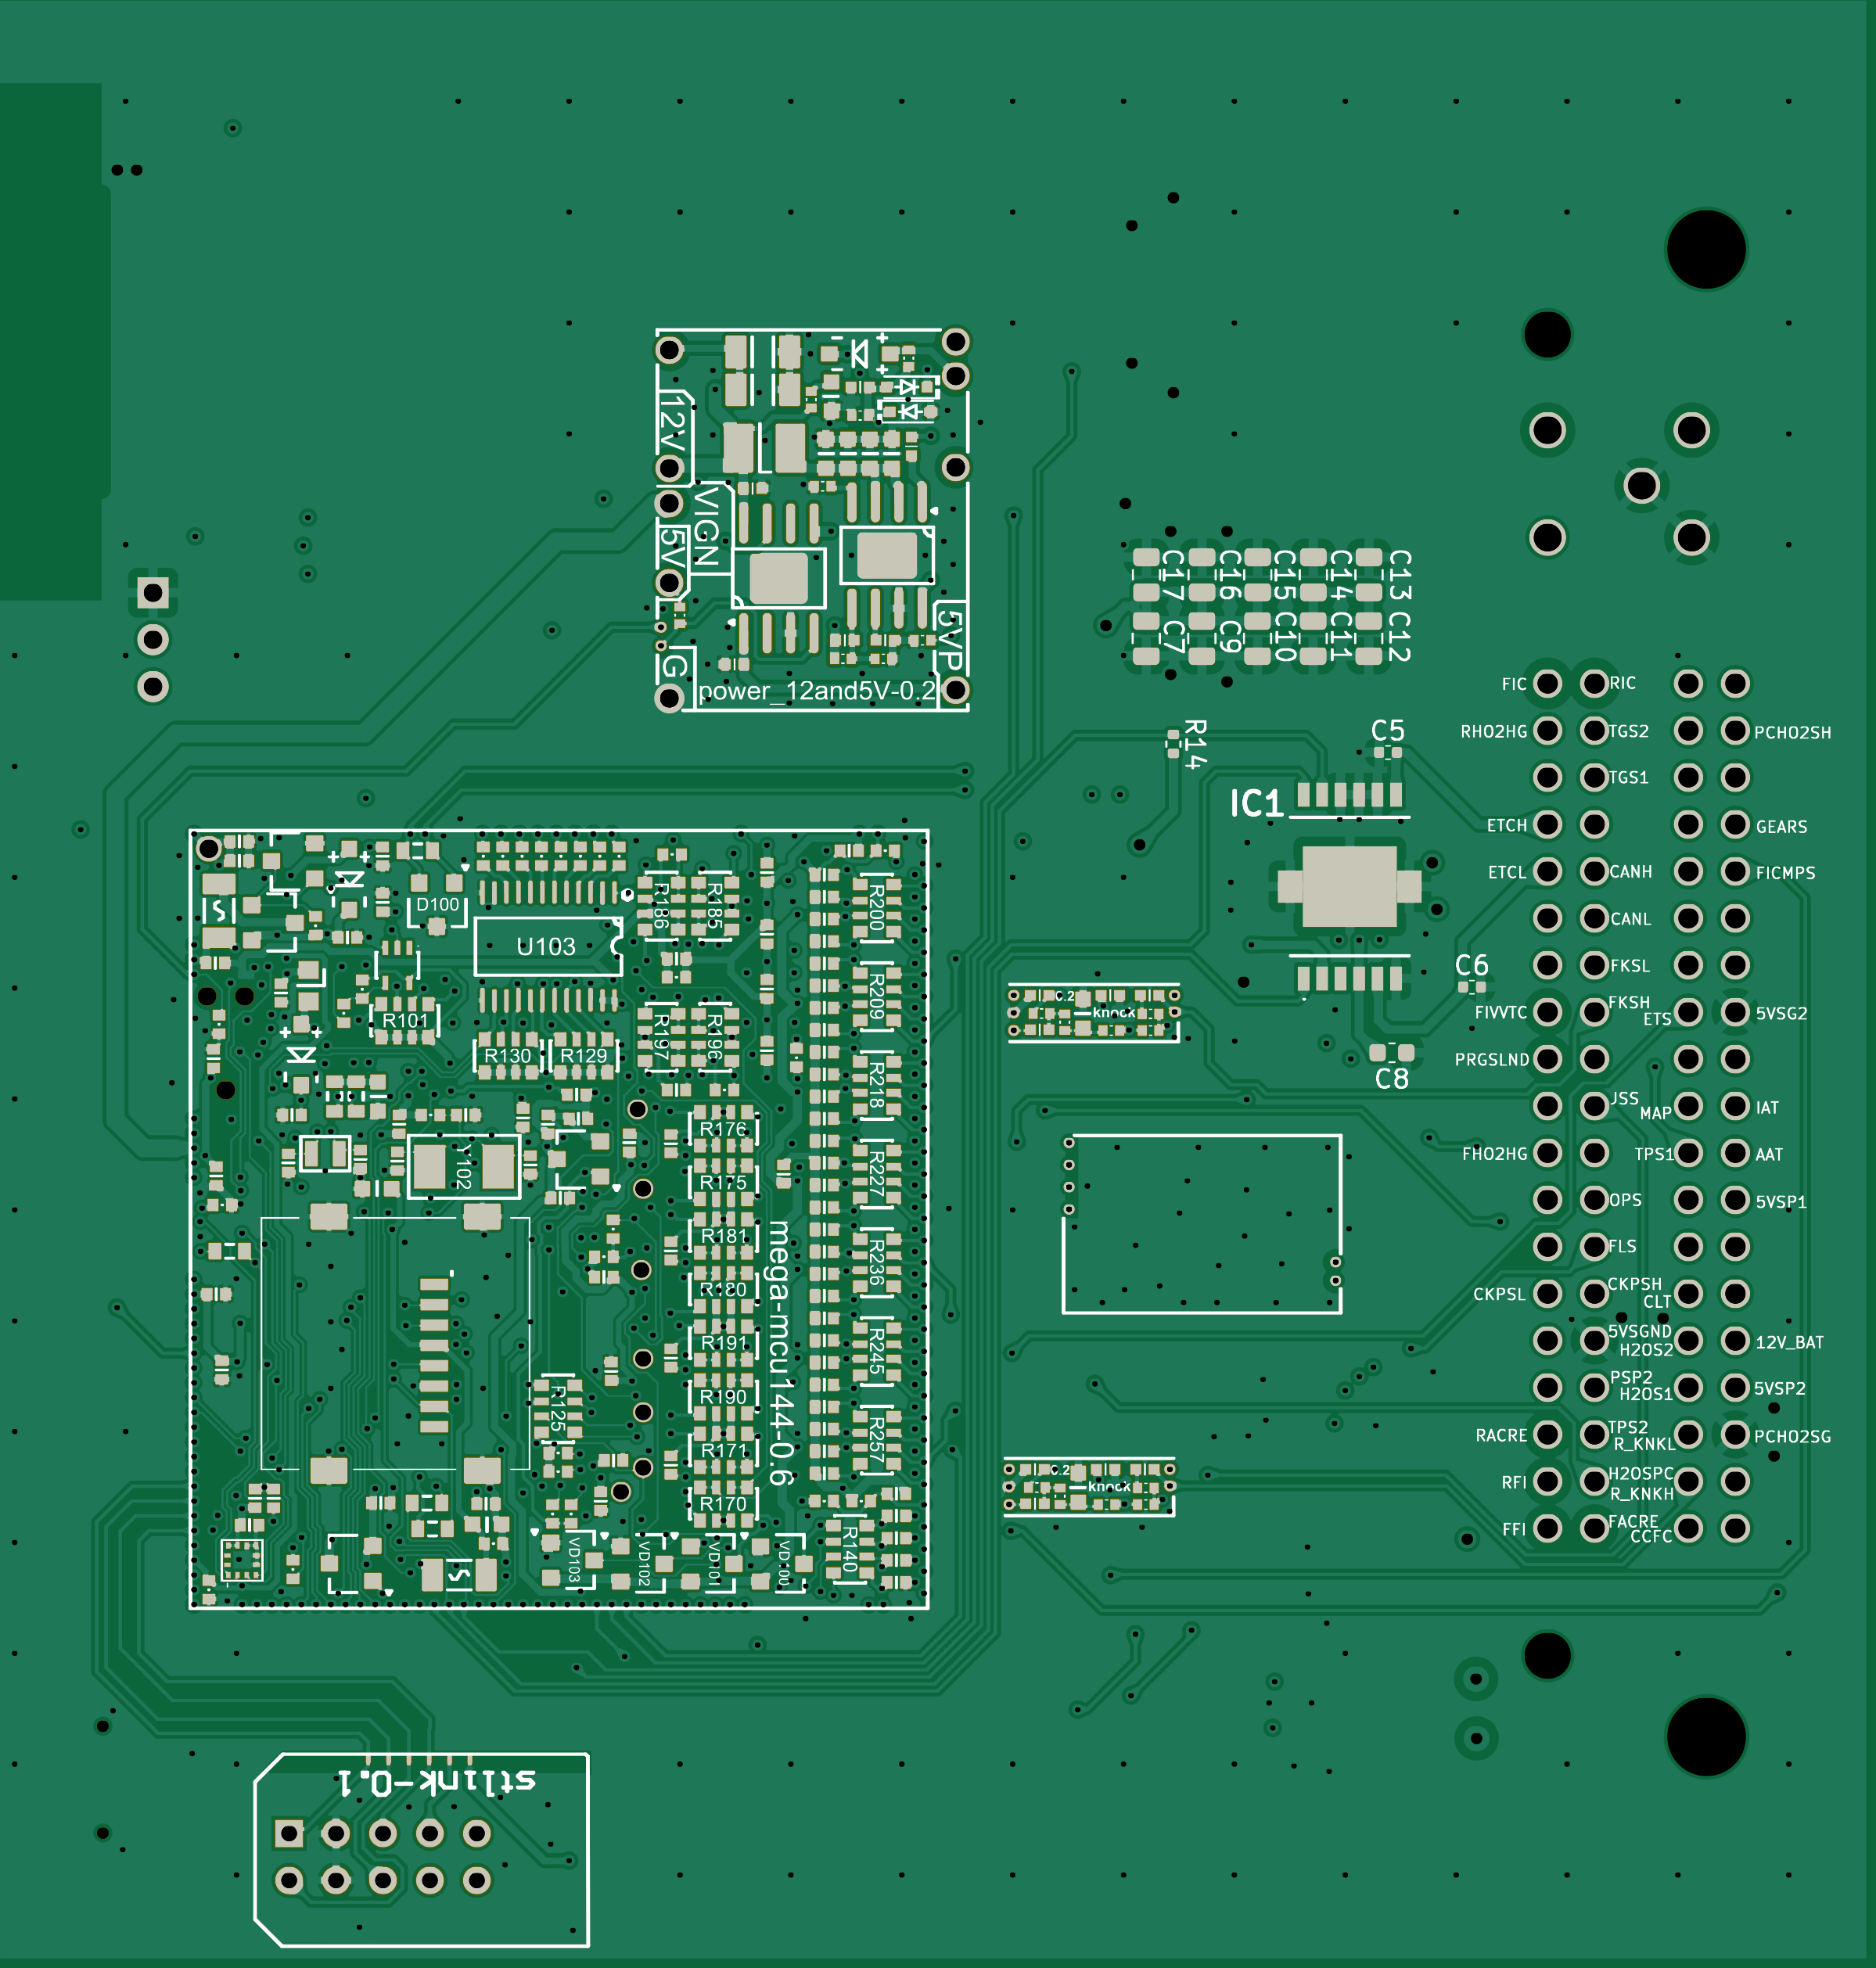 12V
VIGN
5V
G
5VP
power_12and5V-0.2
C17
C16
C15
C14
C13
C7
C9
C10
C11
C12
R14
C5
IC1
C6
C8
FIC
RIC
RHO2HG
TGS2
PCHO2SH
TGS1
ETCH
GEARS
ETCL
CANH
FICMPS
CANL
FKSL
FIVVTC
FKSH
ETS
5VSG2
PRGSLND
JSS
MAP
IAT
FHO2HG
TPS1
AAT
OPS
5VSP1
FLS
CKPSL
CKPSH
CLT
5VSGND
H2OS2
12V_BAT
PSP2
H2OS1
5VSP2
RACRE
TPS2
R_KNKL
PCHO2SG
RFI
H2OSPC
R_KNKH
FFI
FACRE
CCFC
D100
U103
R186
R185
R200
R101
R130
R129
R197
R196
R209
R218
R176
Y102
R175
R227
R181
R236
R180
mega-mcu144-0.6
R191
R245
R125
R190
R257
R171
R170
VD103
VD102
VD101
VD100
R140
knock
knock
stlink-0.1